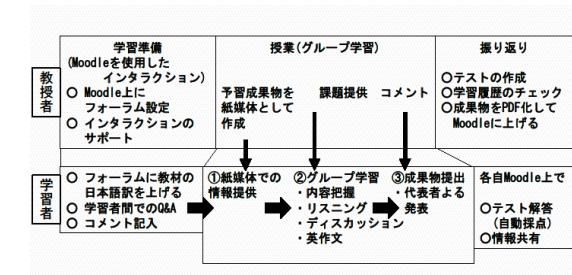 学習準備
(Moodleを使用した
インタラクション)
○ Moodle上に
フォーラム設定
○ インタラクションの
サポート
授業(グループ学習)
予習成果物を
紙媒体として
作成
課題提供
コメント
振り返り
○テストの作成
○学習履歴のチェック
○成果物をPDF化して
Moodleに上げる
教授者
学習者
○ フォーラムに教材の
日本語訳を上げる
○ 学習者間でのQ&A
○ コメント記入
①紙媒体での
情報提供
②グループ学習
・内容把握
・リスニング
・ディスカッション
・英作文
③成果物提出
・代表者よる
発表
各自Moodle上で
○テスト解答
(自動採点)
○情報共有